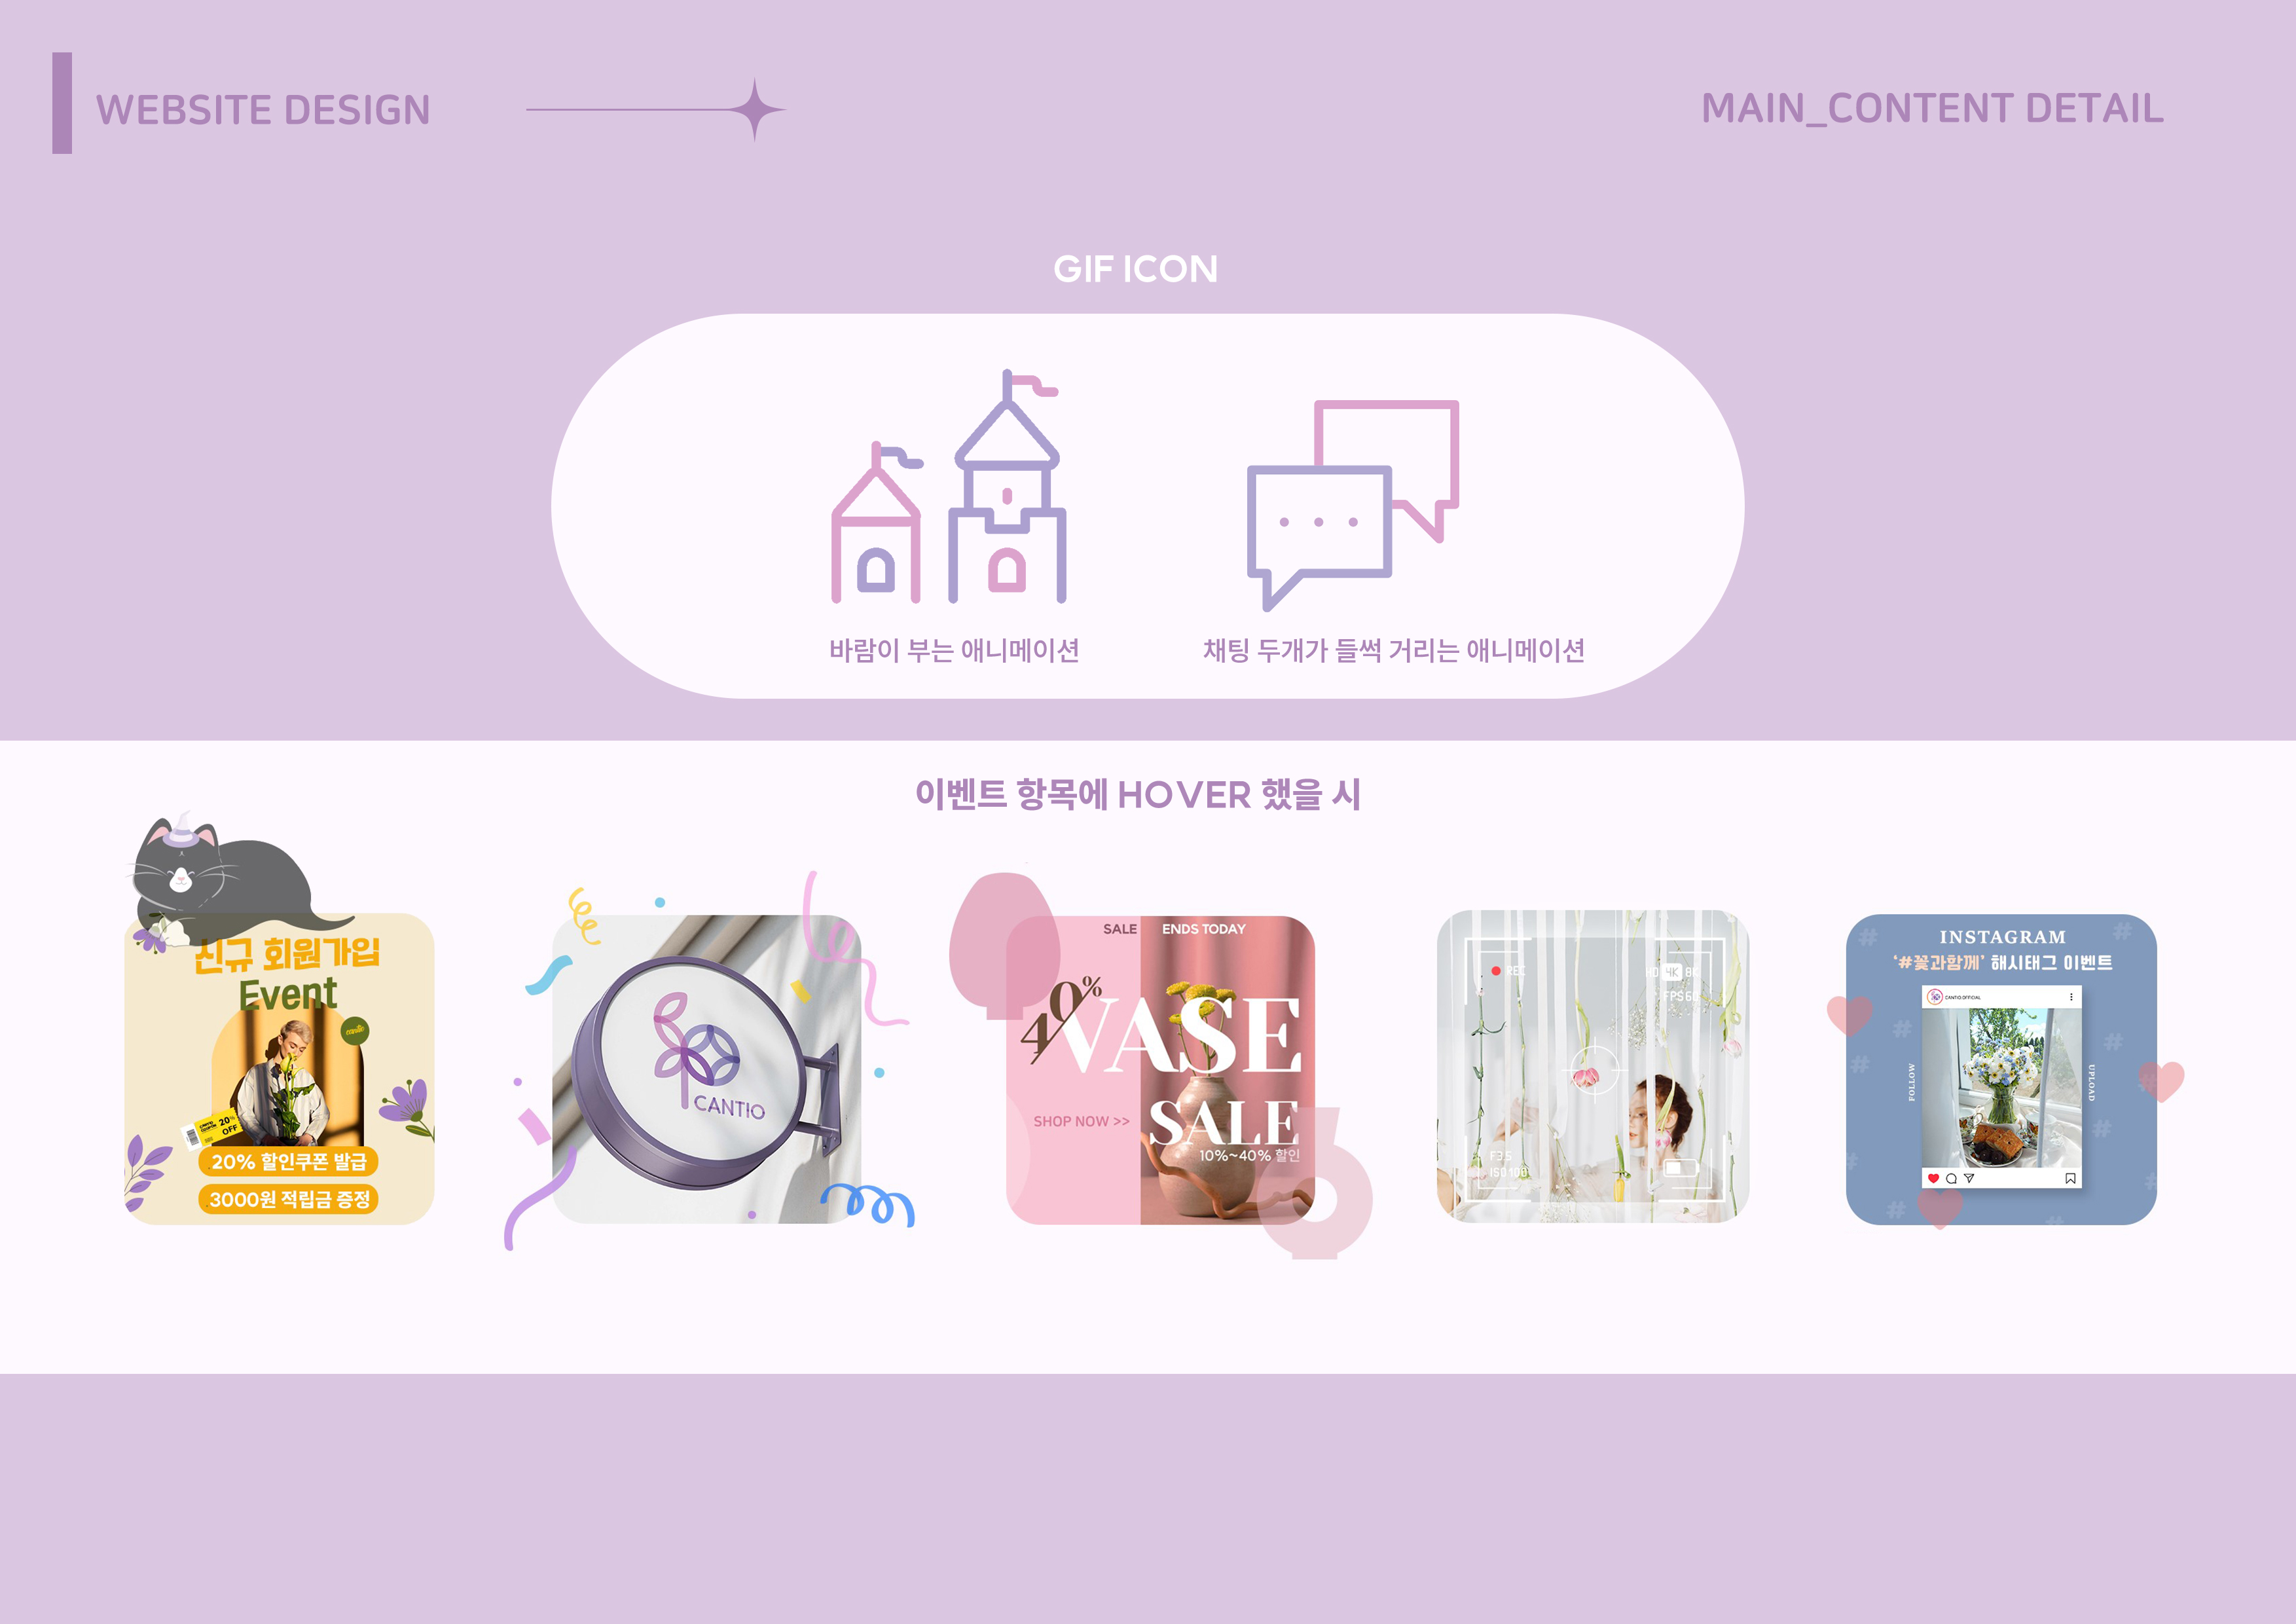 WEBSITE DESIGN
MAIN_CONTENT DETAIL
GIF ICON
바람이 부는 애니메이션
채팅 두개가 들썩 거리는 애니메이션
이벤트 항목에 HOVER 했을 시
신규 회원가입
Event
cantio
20%
OFF
20% 할인쿠폰 발급
3000원 적립금 증정
CANTIO
SALE
ENDS TODAY
40%
VASE
SHOP NOW >>
SALE
10%~40% 할인
REC
HD 4K 8K
FPS60
F3.5
ISO 100
INSTAGRAM
‘#꽃과함께’ 해시태그 이벤트
CANTIO.OFFICIAL
FOLLOW
UPLOAD